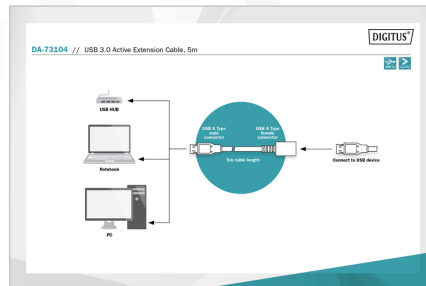 DIGITUS®
DA-73104 // USB 3.0 Active Extension Cable, 5m
USB HUB
USB A Type
male
connector
USB A Type
female
connector
5m cable length
Notebook
Connect to USB device
PC